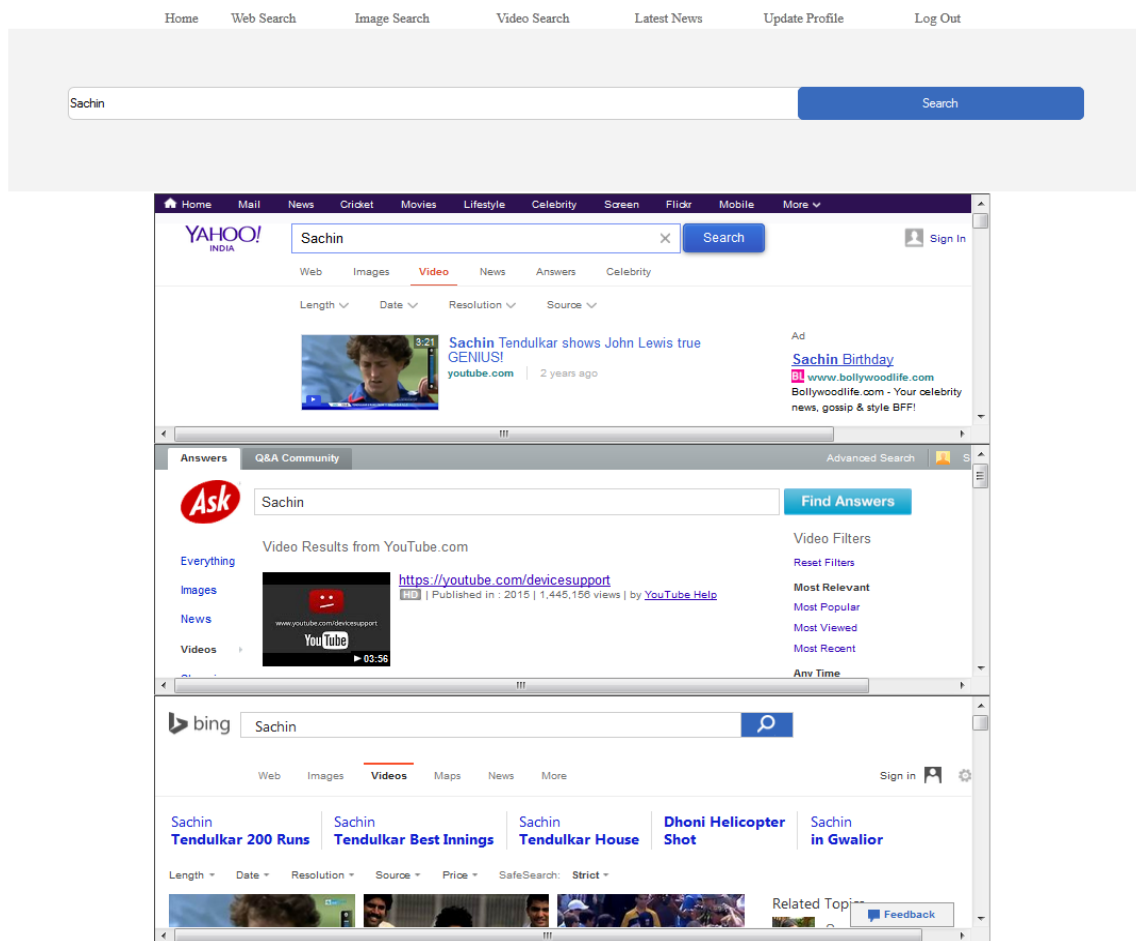 Home Web Search Image Search Video Search Latest News Update Profile Log Out
Sachin Search
Home Mail News Cricket Movies Lifestyle Celebrity Screen Flickr Mobile More
YAHOO!
INDIA
Sachin Search Sign In
Web Images Video News Answers Celebrity
Length Date Resolution Source
3:21
Sachin Tendulkar shows John Lewis true
GENIUS!
youtube.com 2 years ago
Ad
Sachin Birthday
BL www.bollywoodlife.com
Bollywoodlife.com - Your celebrity
news, gossip & style BFF!
Answers Q&A Community Advanced Search S
Ask Sachin Find Answers
Everything
Images
News
Videos
Video Results from YouTube.com
www.youtube.com/devicesupport
YouTube
03:56
https://youtube.com/devicesupport
HD | Published in : 2015 | 1,445,156 views | by YouTube Help
Video Filters
Reset Filters
Most Relevant
Most Popular
Most Viewed
Most Recent
Any Time
bing Sachin
Web Images Videos Maps News More Sign in
Sachin
Tendulkar 200 Runs
Sachin
Tendulkar Best Innings
Sachin
Tendulkar House
Dhoni Helicopter
Shot
Sachin
in Gwalior
Length Date Resolution Source Price SafeSearch: Strict
Related Topics
Feedback